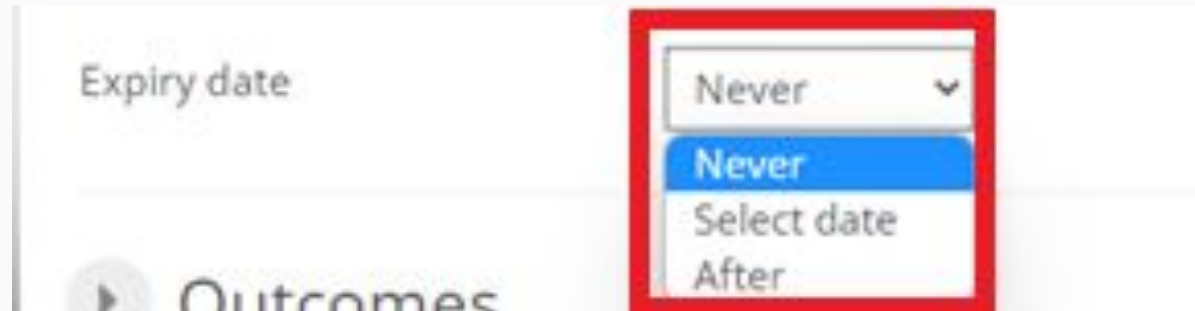 Expiry date
Never
Never
Select date
After
Outcomes